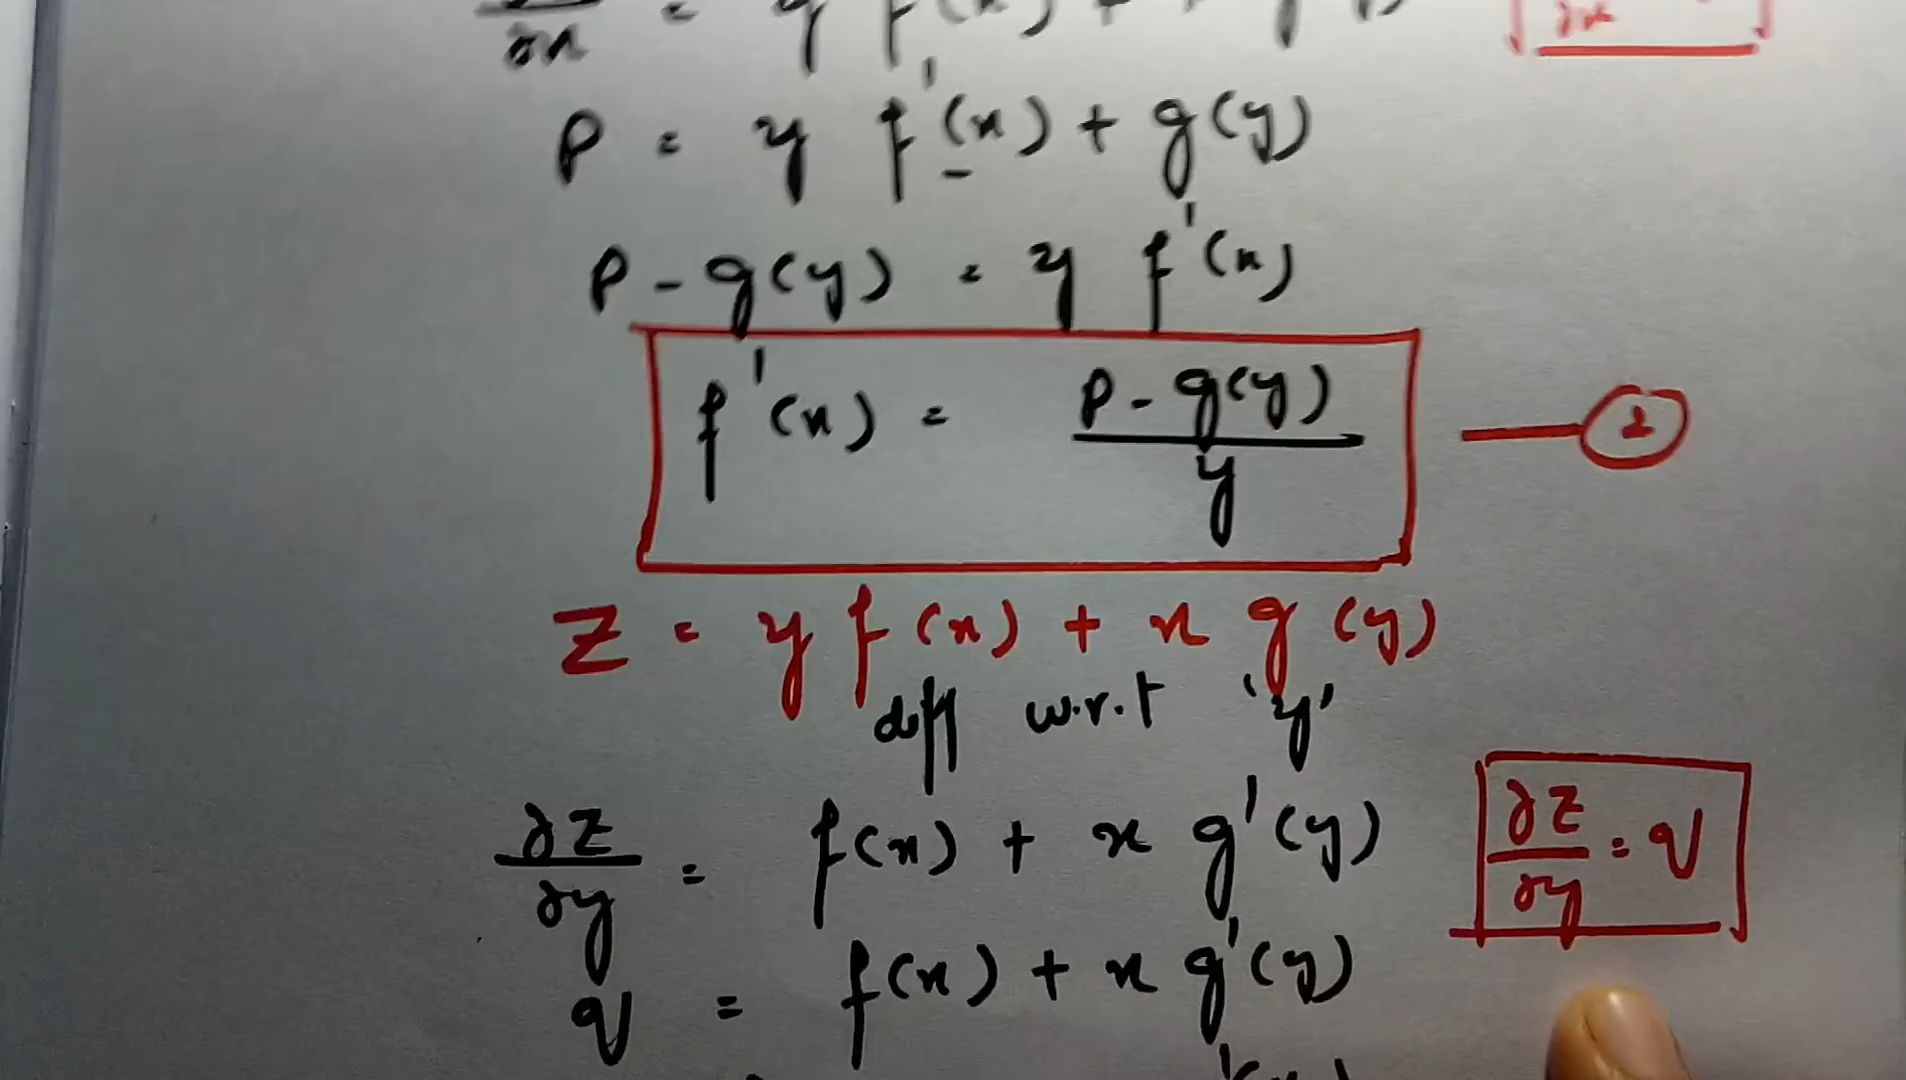 ∂x =
∂x
P = y f'(x) + g(y)
P - g(y) = y f'(x)
f'(x) = P - g(y) / y — 2
Z = y f(x) + x g(y)
diff w.r.t 'y'
∂Z/∂y = f(x) + x g'(y)
∂Z/∂y = q
q = f(x) + x g'(y)